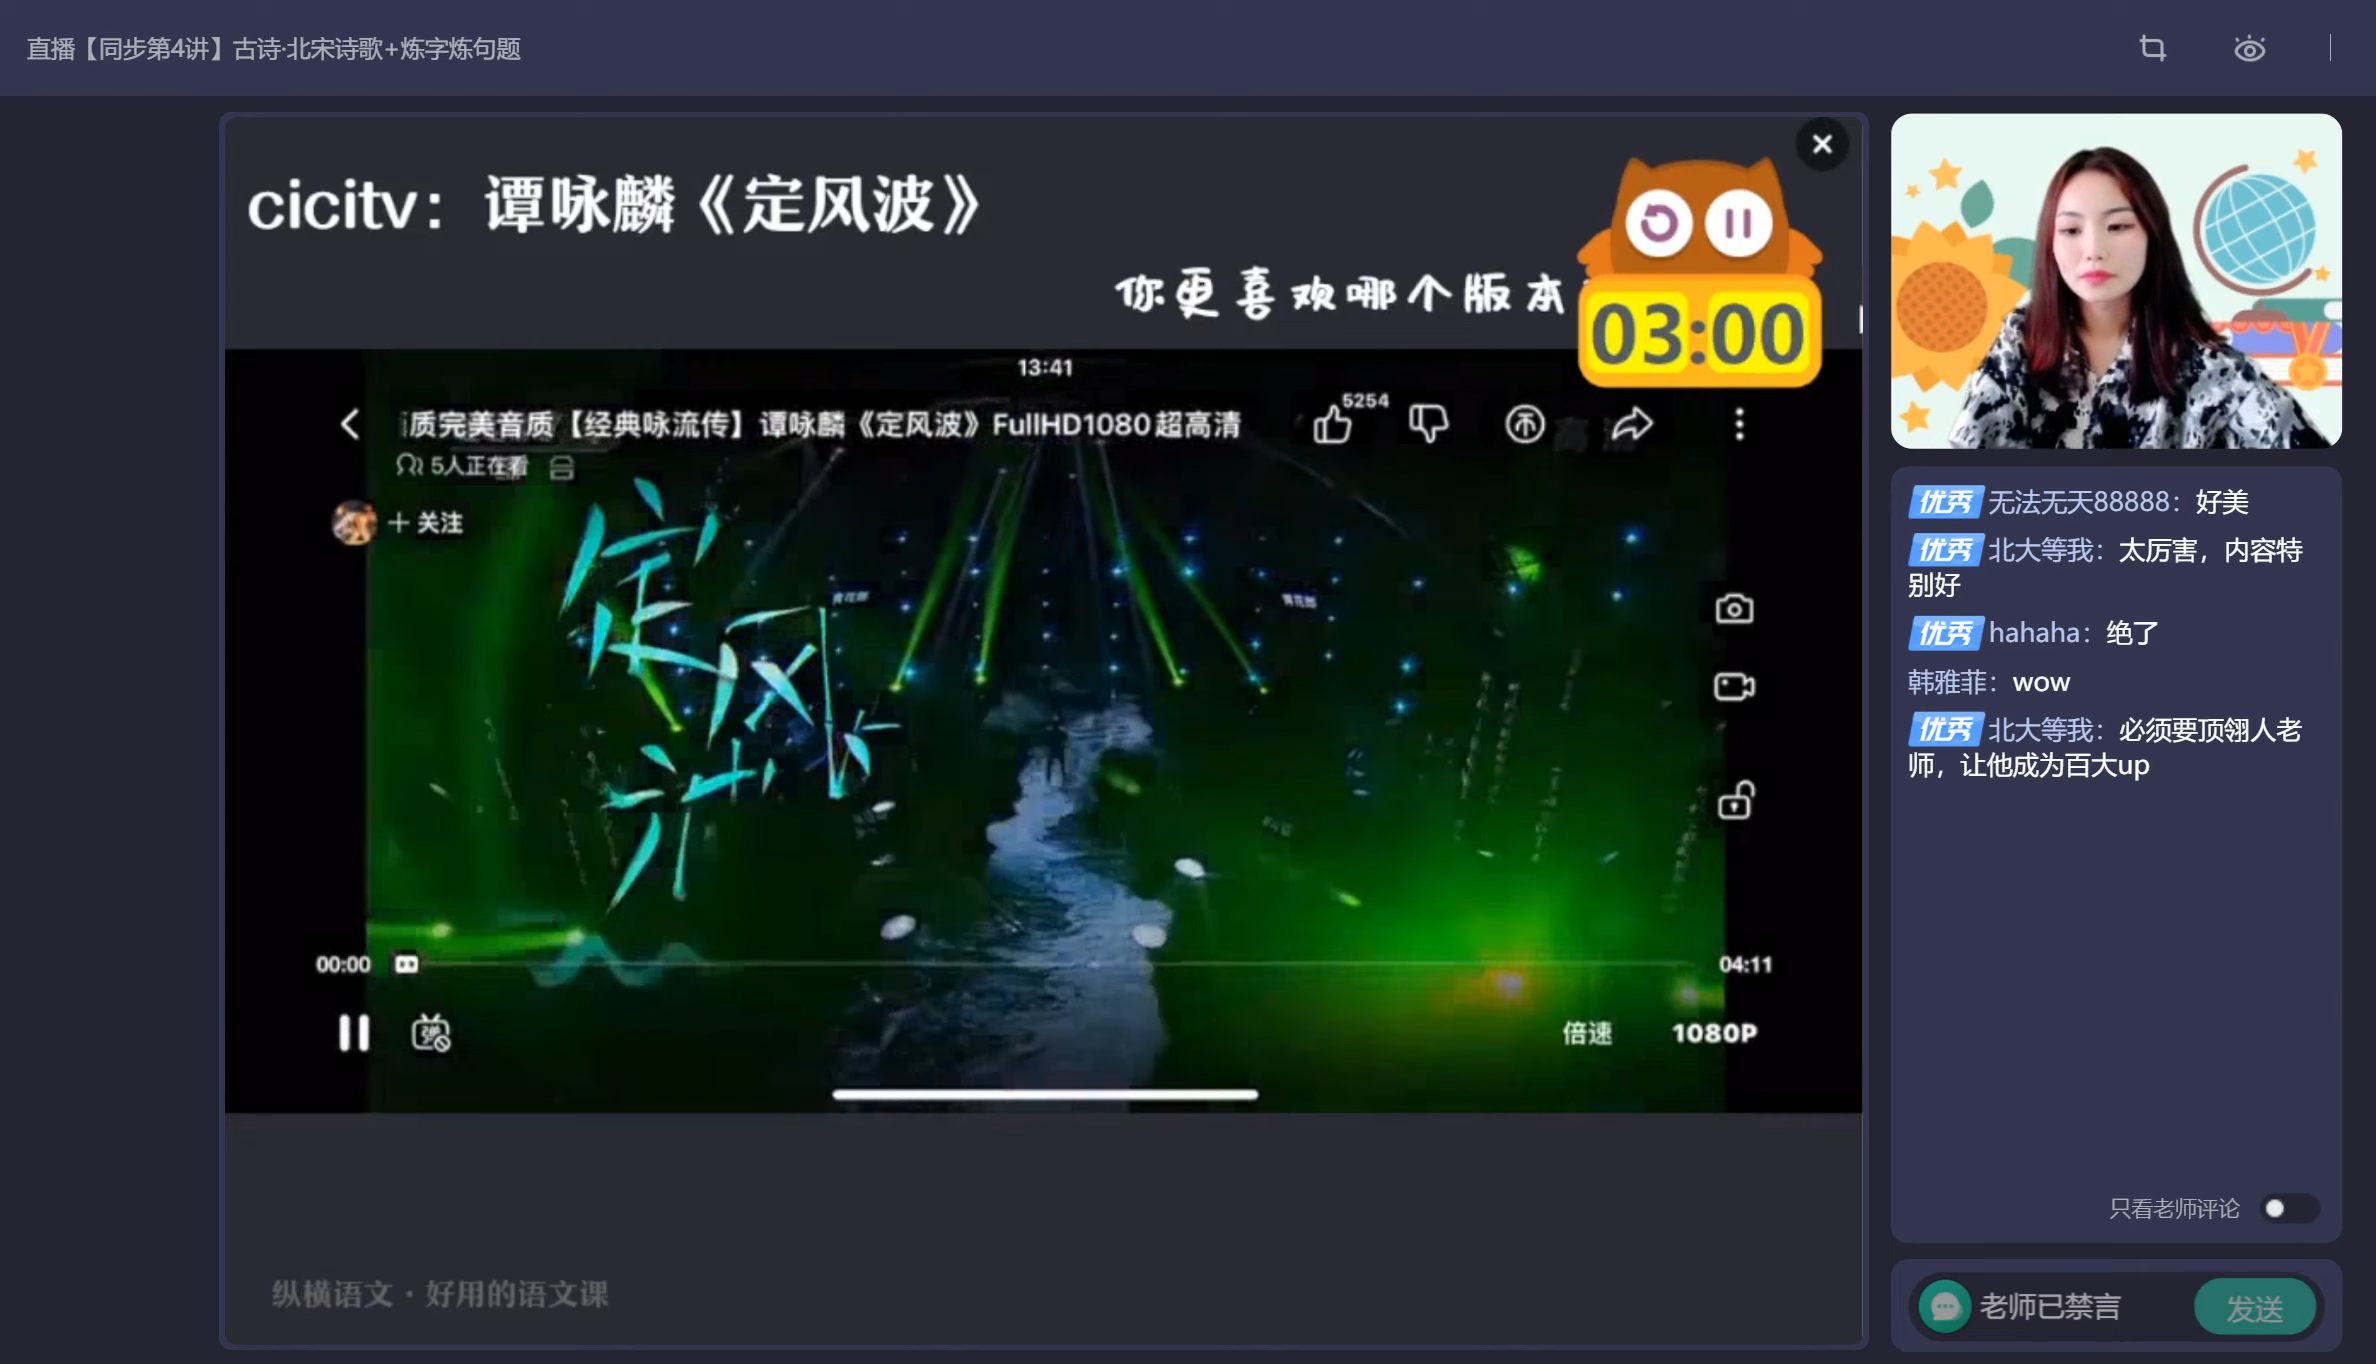 直播【同步第4讲】古诗·北宋诗歌+炼字炼句题
cicitv：谭咏麟《定风波》
你更喜欢哪个版本
03:00
13:41
质完美音质【经典咏流传】谭咏麟《定风波》FullHD1080超高清
5254
5人正在看
+ 关注
定风波
00:00
04:11
弹
倍速
1080P
纵横语文·好用的语文课
优秀 无法无天88888：好美
优秀 北大等我：太厉害，内容特
别好
优秀 hahaha：绝了
韩雅菲：wow
优秀 北大等我：必须要顶翎人老
师，让他成为百大up
只看老师评论
老师已禁言
发送